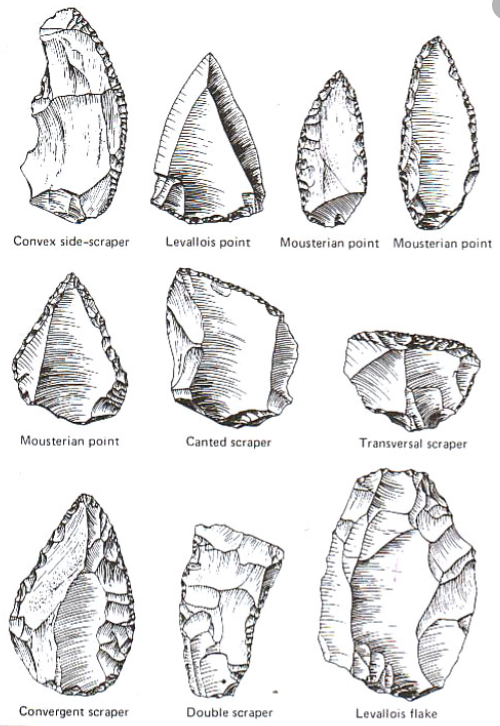 Convex side-scraper
Levallois point
Mousterian point
Mousterian point
Mousterian point
Canted scraper
Transversal scraper
Convergent scraper
Double scraper
Levallois flake